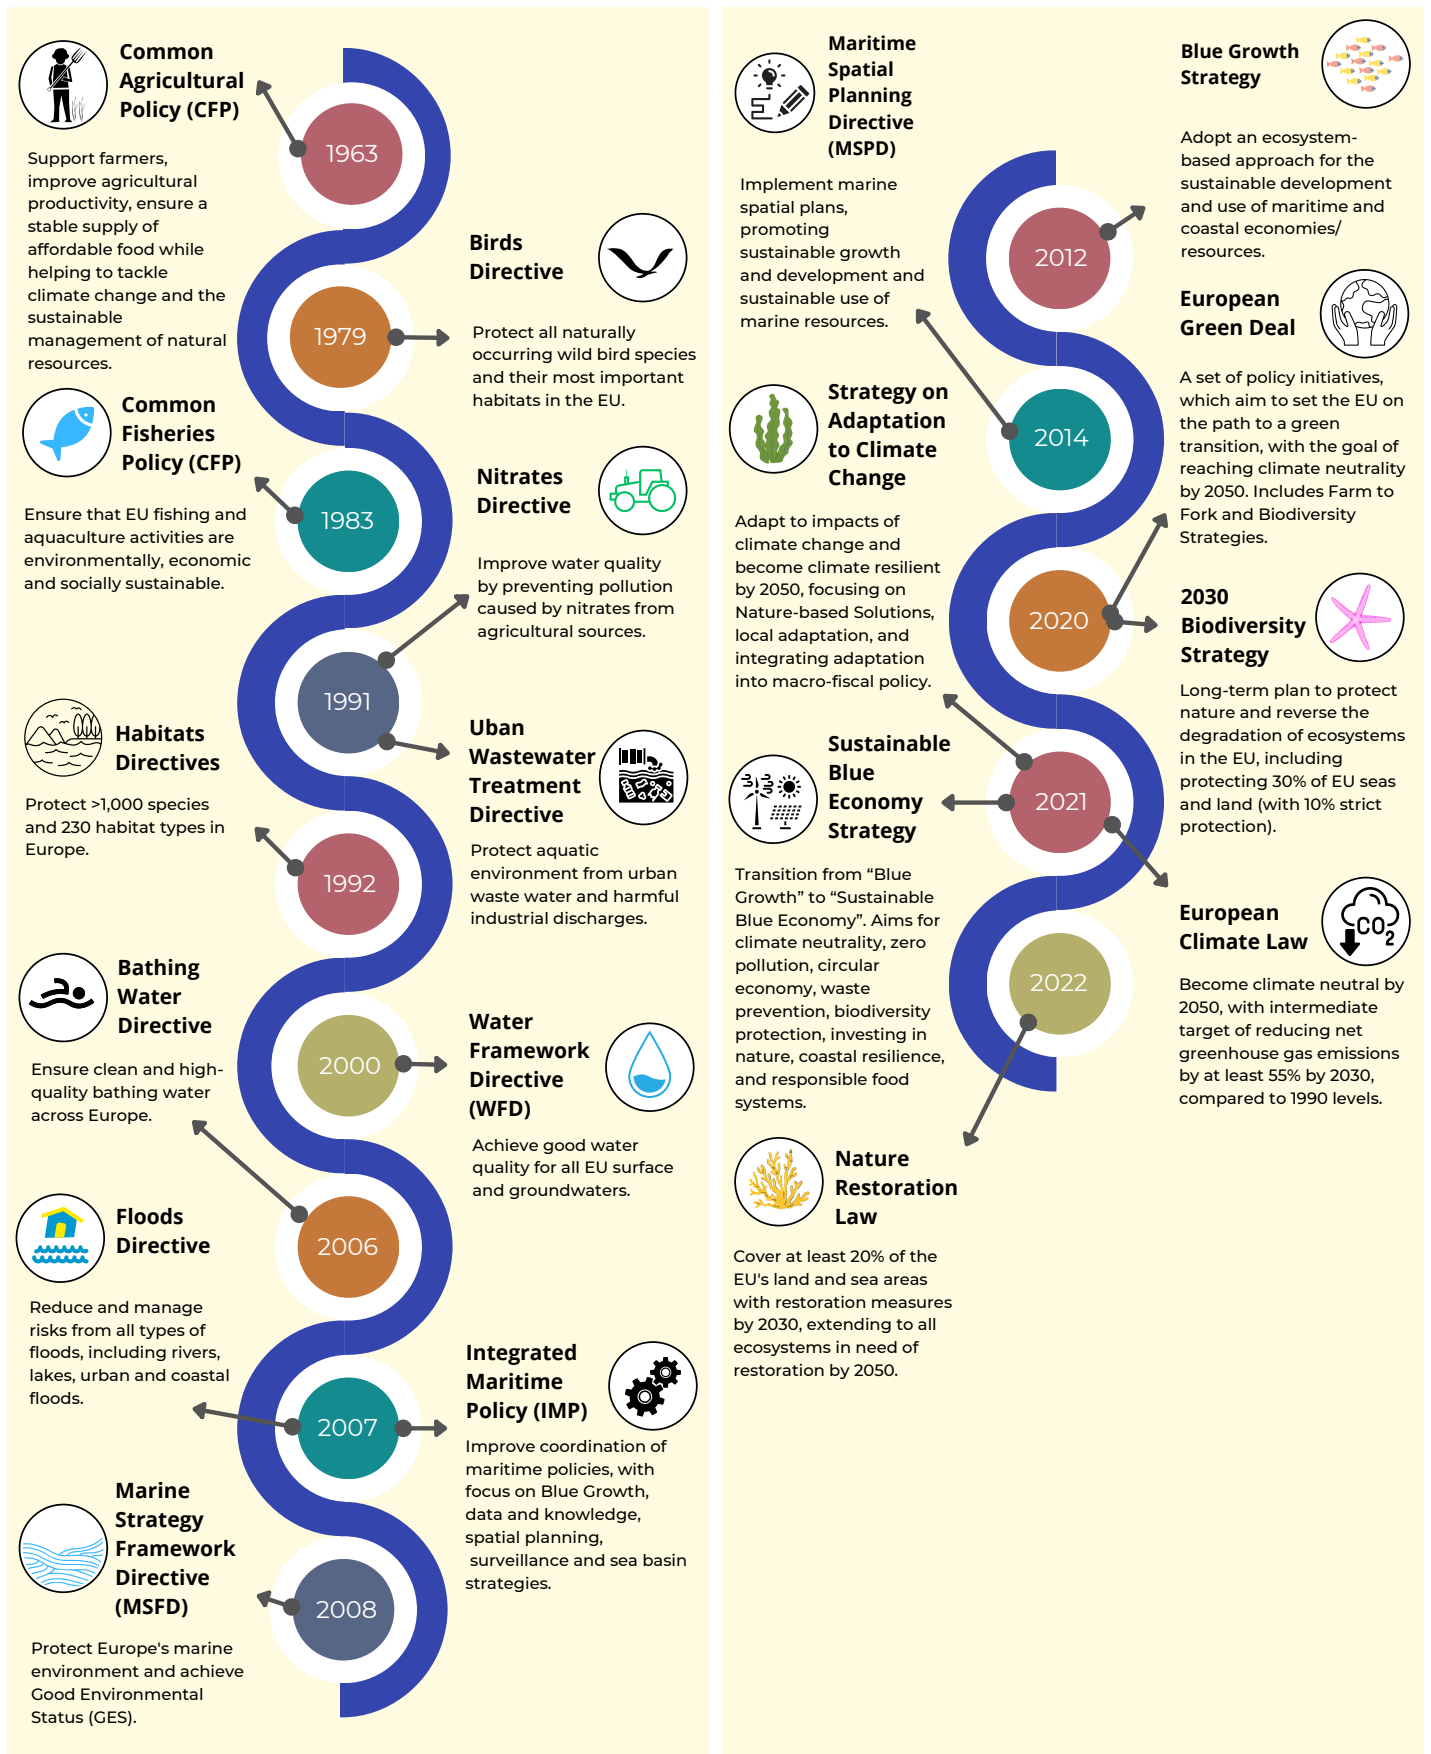 Common
Agricultural
Policy (CFP)
Support farmers,
improve agricultural
productivity, ensure a
stable supply of
affordable food while
helping to tackle
climate change and the
sustainable
management of natural
resources.
1963
Birds
Directive
Protect all naturally
occurring wild bird species
and their most important
habitats in the EU.
1979
Common
Fisheries
Policy (CFP)
Ensure that EU fishing and
aquaculture activities are
environmentally, economic
and socially sustainable.
1983
Nitrates
Directive
Improve water quality
by preventing pollution
caused by nitrates from
agricultural sources.
1991
Uban
Wastewater
Treatment
Directive
Protect aquatic
environment from urban
waste water and harmful
industrial discharges.
Habitats
Directives
Protect >1,000 species
and 230 habitat types in
Europe.
1992
Bathing
Water
Directive
Ensure clean and high-
quality bathing water
across Europe.
2000
Water
Framework
Directive
(WFD)
Achieve good water
quality for all EU surface
and groundwaters.
2006
Floods
Directive
Reduce and manage
risks from all types of
floods, including rivers,
lakes, urban and coastal
floods.
2007
Integrated
Maritime
Policy (IMP)
Improve coordination of
maritime policies, with
focus on Blue Growth,
data and knowledge,
spatial planning,
surveillance and sea basin
strategies.
Marine
Strategy
Framework
Directive
(MSFD)
Protect Europe's marine
environment and achieve
Good Environmental
Status (GES).
2008
Maritime
Spatial
Planning
Directive
(MSPD)
Implement marine
spatial plans,
promoting
sustainable growth
and development and
sustainable use of
marine resources.
Blue Growth
Strategy
Adopt an ecosystem-
based approach for the
sustainable development
and use of maritime and
coastal economies/
resources.
2012
European
Green Deal
A set of policy initiatives,
which aim to set the EU on
the path to a green
transition, with the goal of
reaching climate neutrality
by 2050. Includes Farm to
Fork and Biodiversity
Strategies.
2014
Strategy on
Adaptation
to Climate
Change
Adapt to impacts of
climate change and
become climate resilient
by 2050, focusing on
Nature-based Solutions,
local adaptation, and
integrating adaptation
into macro-fiscal policy.
2020
2030
Biodiversity
Strategy
Long-term plan to protect
nature and reverse the
degradation of ecosystems
in the EU, including
protecting 30% of EU seas
and land (with 10% strict
protection).
Sustainable
Blue
Economy
Strategy
Transition from “Blue
Growth” to “Sustainable
Blue Economy”. Aims for
climate neutrality, zero
pollution, circular
economy, waste
prevention, biodiversity
protection, investing in
nature, coastal resilience,
and responsible food
systems.
2021
European
Climate Law
CO2
Become climate neutral by
2050, with intermediate
target of reducing net
greenhouse gas emissions
by at least 55% by 2030,
compared to 1990 levels.
2022
Nature
Restoration
Law
Cover at least 20% of the
EU's land and sea areas
with restoration measures
by 2030, extending to all
ecosystems in need of
restoration by 2050.